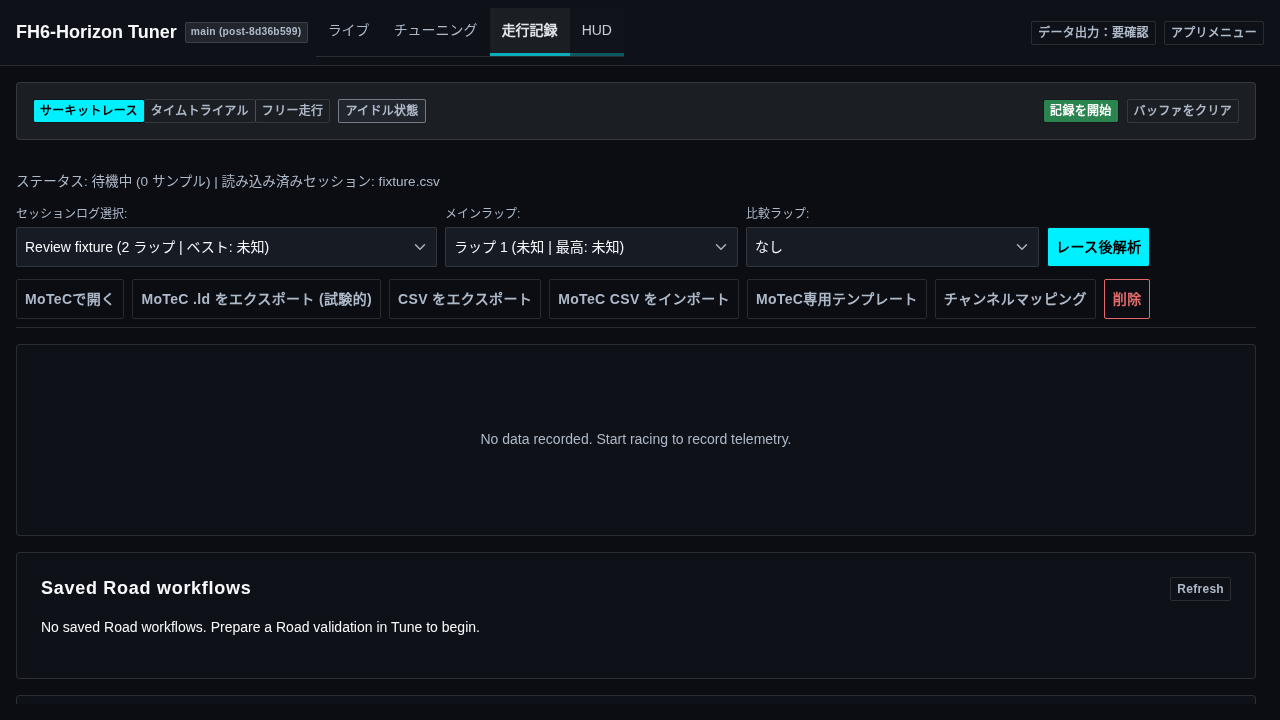 FH6-Horizon Tuner
main (post-8d36b599)
ライブ
チューニング
走行記録
HUD
データ出力：要確認
アプリメニュー
サーキットレース
タイムトライアル
フリー走行
アイドル状態
記録を開始
バッファをクリア
ステータス: 待機中 (0 サンプル) | 読み込み済みセッション: fixture.csv
セッションログ選択:
メインラップ:
比較ラップ:
Review fixture (2 ラップ | ベスト: 未知)
ラップ 1 (未知 | 最高: 未知)
なし
レース後解析
MoTeCで開く
MoTeC .ld をエクスポート (試験的)
CSV をエクスポート
MoTeC CSV をインポート
MoTeC専用テンプレート
チャンネルマッピング
削除
No data recorded. Start racing to record telemetry.
Saved Road workflows
Refresh
No saved Road workflows. Prepare a Road validation in Tune to begin.